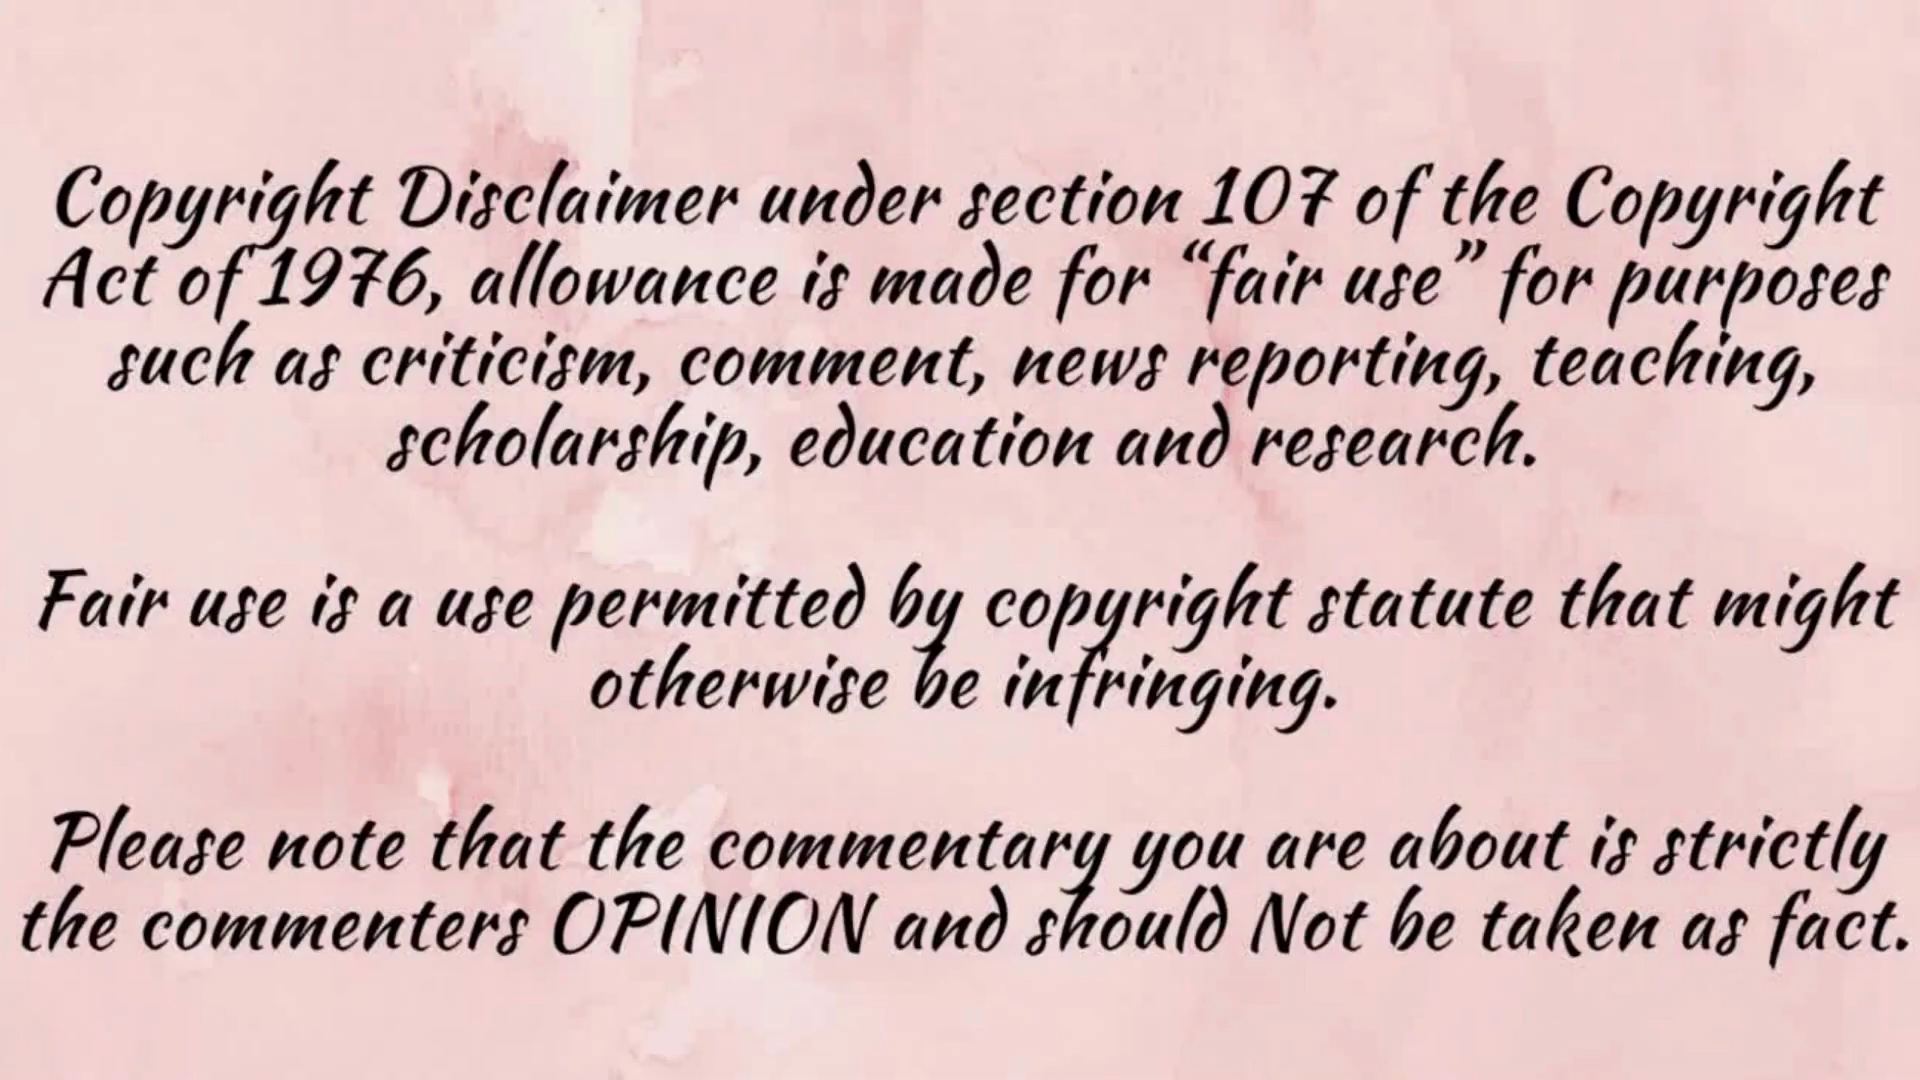 Copyright Disclaimer under section 107 of the Copyright
Act of 1976, allowance is made for “fair use” for purposes
such as criticism, comment, news reporting, teaching,
scholarship, education and research.
Fair use is a use permitted by copyright statute that might
otherwise be infringing.
Please note that the commentary you are about is strictly
the commenters OPINION and should Not be taken as fact.